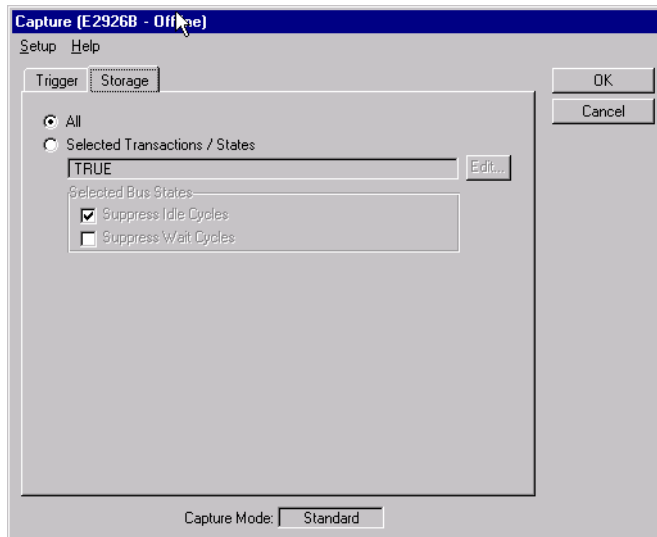 Capture (E2926B - Offline)
Setup Help
Trigger Storage
OK
Cancel
All
Selected Transactions / States
TRUE
Edit...
Selected Bus States
Suppress Idle Cycles
Suppress Wait Cycles
Capture Mode: Standard